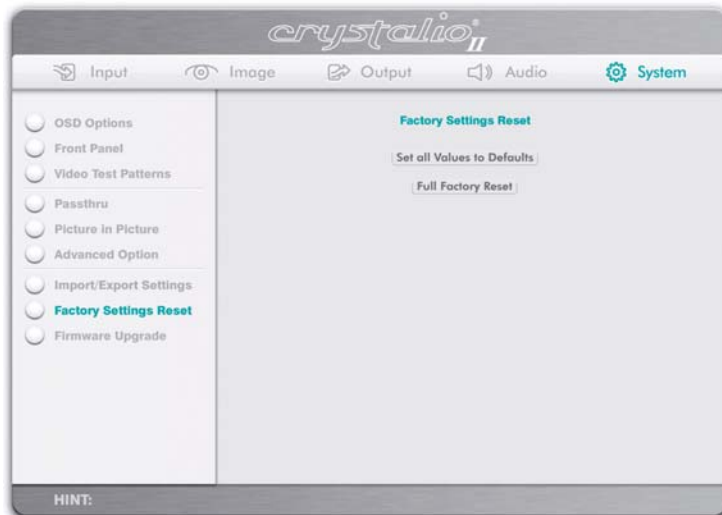 crystalio® II
Input Image Output Audio System
OSD Options
Front Panel
Video Test Patterns
Passthru
Picture in Picture
Advanced Option
Import/Export Settings
Factory Settings Reset
Firmware Upgrade
Factory Settings Reset
Set all Values to Defaults
Full Factory Reset
HINT: